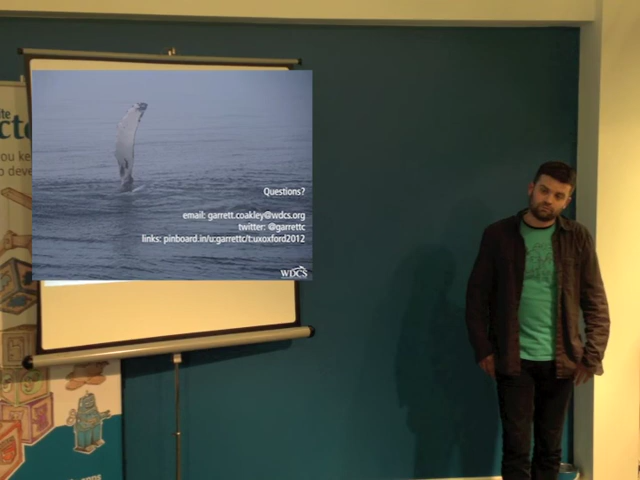 Questions?
email: garrett.coakley@wdcs.org
twitter: @garrettc
links: pinboard.in/u:garrettc/t:uxoxford2012
WDCS